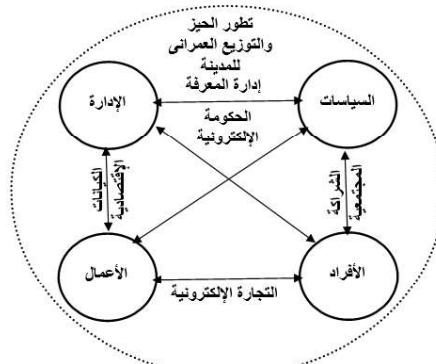 تطور الحيز
والتوزيع العمرانى
للمدينة
إدارة المعرفة
السياسات
الإدارة
الحكومة
الإلكترونية
الشراكة
المجتمعية
الكيانات
الإقتصادية
الأفراد
الأعمال
التجارة الإلكترونية